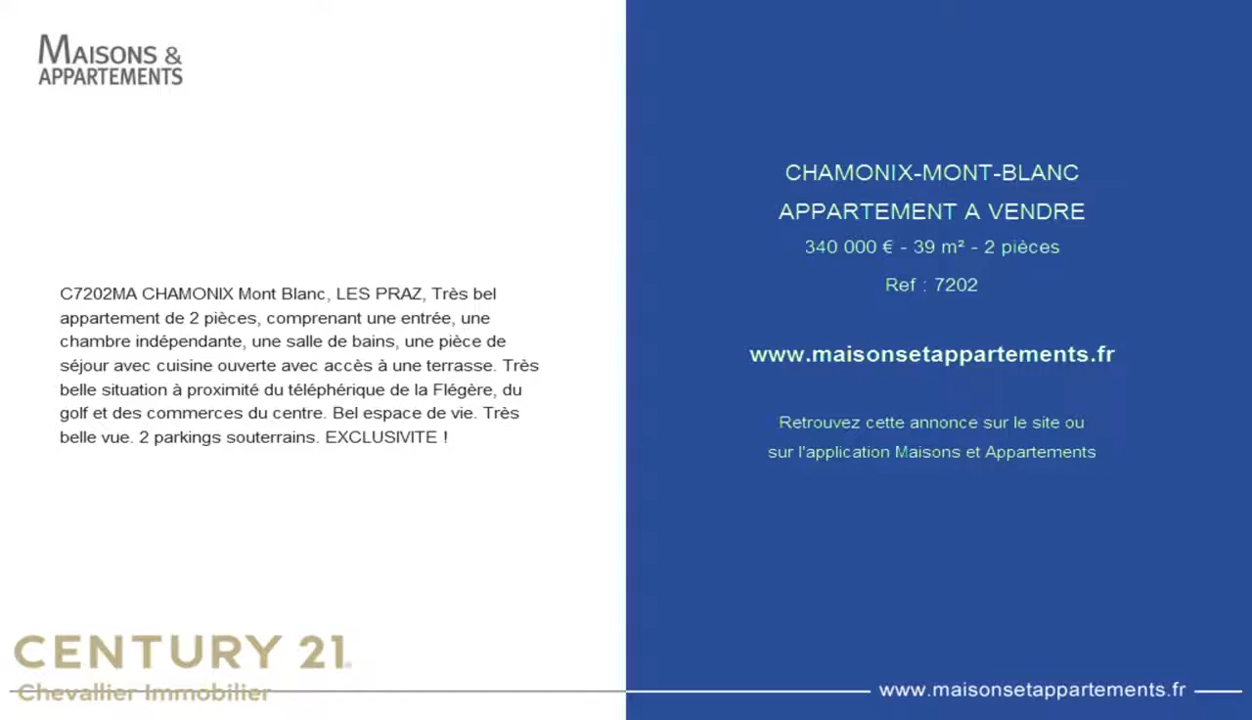 MAISONS &
APPARTEMENTS
C7202MA CHAMONIX Mont Blanc, LES PRAZ, Très bel
appartement de 2 pièces, comprenant une entrée, une
chambre indépendante, une salle de bains, une pièce de
séjour avec cuisine ouverte avec accès à une terrasse. Très
belle situation à proximité du téléphérique de la Flégère, du
golf et des commerces du centre. Bel espace de vie. Très
belle vue. 2 parkings souterrains. EXCLUSIVITE !
CENTURY 21
Chevallier Immobilier
CHAMONIX-MONT-BLANC
APPARTEMENT A VENDRE
340 000 € - 39 m² - 2 pièces
Ref : 7202
www.maisonsetappartements.fr
Retrouvez cette annonce sur le site ou
sur l'application Maisons et Appartements
www.maisonsetappartements.fr